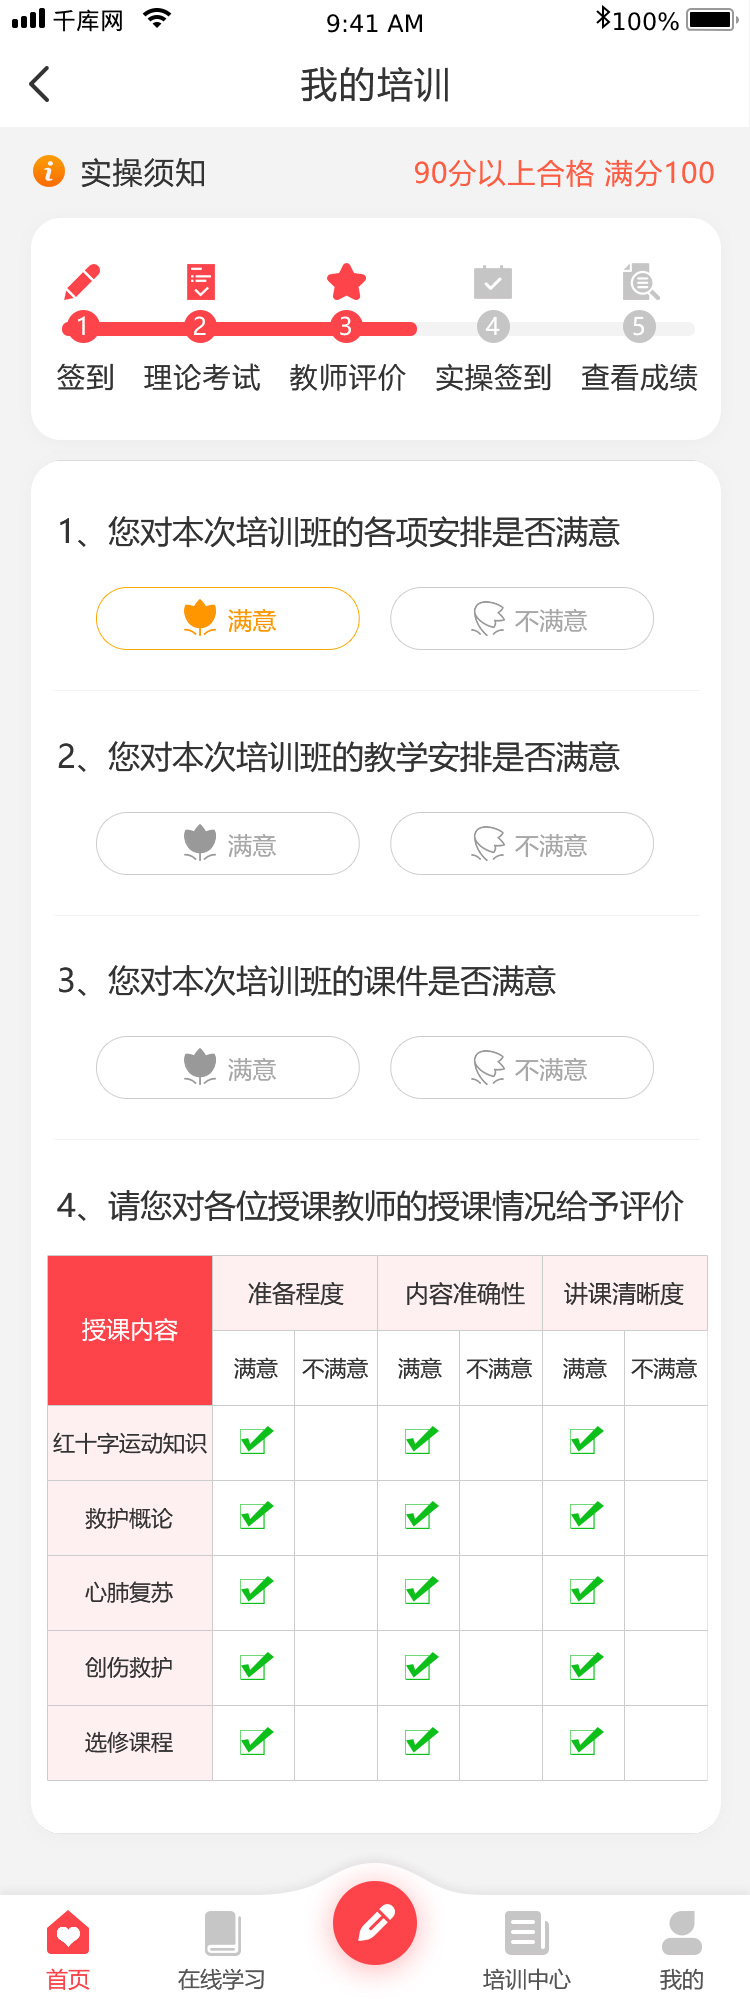 千库网 9:41 AM 100%
我的培训
i 实操须知 90分以上合格 满分100
1 2 3 4 5
签到 理论考试 教师评价 实操签到 查看成绩
1、您对本次培训班的各项安排是否满意
满意 不满意
2、您对本次培训班的教学安排是否满意
满意 不满意
3、您对本次培训班的课件是否满意
满意 不满意
4、请您对各位授课教师的授课情况给予评价
授课内容 准备程度 内容准确性 讲课清晰度
满意 不满意 满意 不满意 满意 不满意
红十字运动知识
救护概论
心肺复苏
创伤救护
选修课程
首页 在线学习 培训中心 我的